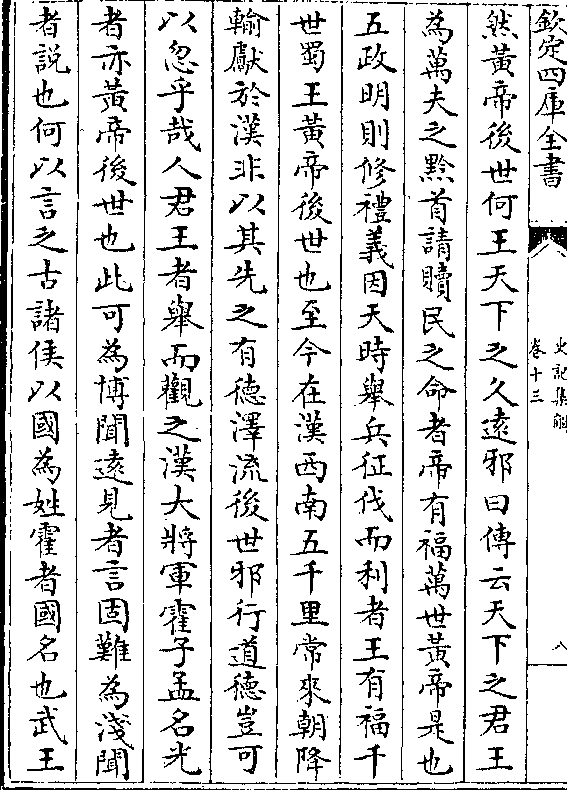 欽定四庫全書
史記集解
卷十三
八
然黃帝後世何王天下之久遠邪曰傳云天下之君王
為萬夫之黔首請贖民之命者帝有福萬世黃帝是也
五政明則修禮義因天時舉兵征伐而利者王有福千
世蜀王黃帝後世也至今在漢西南五千里常來朝降
輸獻於漢非以其先之有德澤流後世邪行道德豈可
以忽乎哉人君王者舉而觀之漢大將軍霍子孟名光
者亦黃帝後世也此可為博聞遠見者言固難為淺聞
者說也何以言之古諸侯以國為姓霍者國名也武王